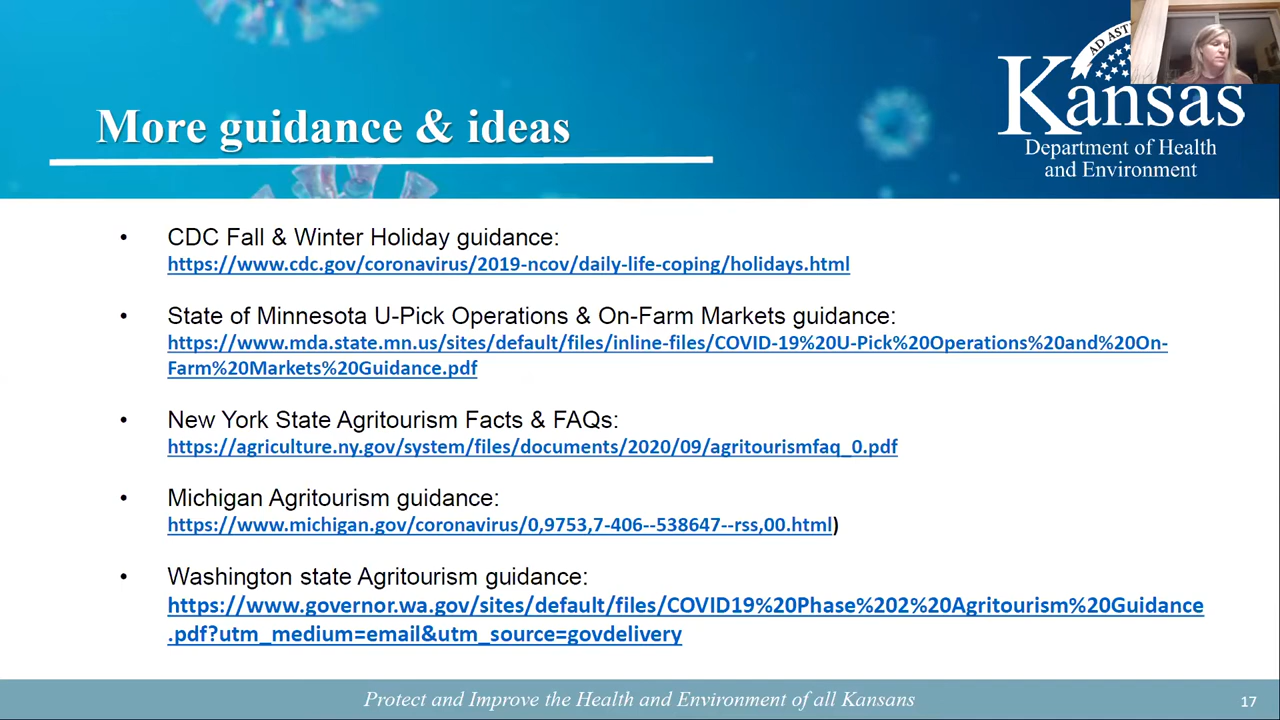 AD AST
Kansas
Department of Health
and Environment
More guidance & ideas
• CDC Fall & Winter Holiday guidance:
https://www.cdc.gov/coronavirus/2019-ncov/daily-life-coping/holidays.html
• State of Minnesota U-Pick Operations & On-Farm Markets guidance:
https://www.mda.state.mn.us/sites/default/files/inline-files/COVID-19%20U-Pick%20Operations%20and%20On-
Farm%20Markets%20Guidance.pdf
• New York State Agritourism Facts & FAQs:
https://agriculture.ny.gov/system/files/documents/2020/09/agritourismfaq_0.pdf
• Michigan Agritourism guidance:
https://www.michigan.gov/coronavirus/0,9753,7-406--538647--rss,00.html)
• Washington state Agritourism guidance:
https://www.governor.wa.gov/sites/default/files/COVID19%20Phase%202%20Agritourism%20Guidance
.pdf?utm_medium=email&utm_source=govdelivery
Protect and Improve the Health and Environment of all Kansans
17